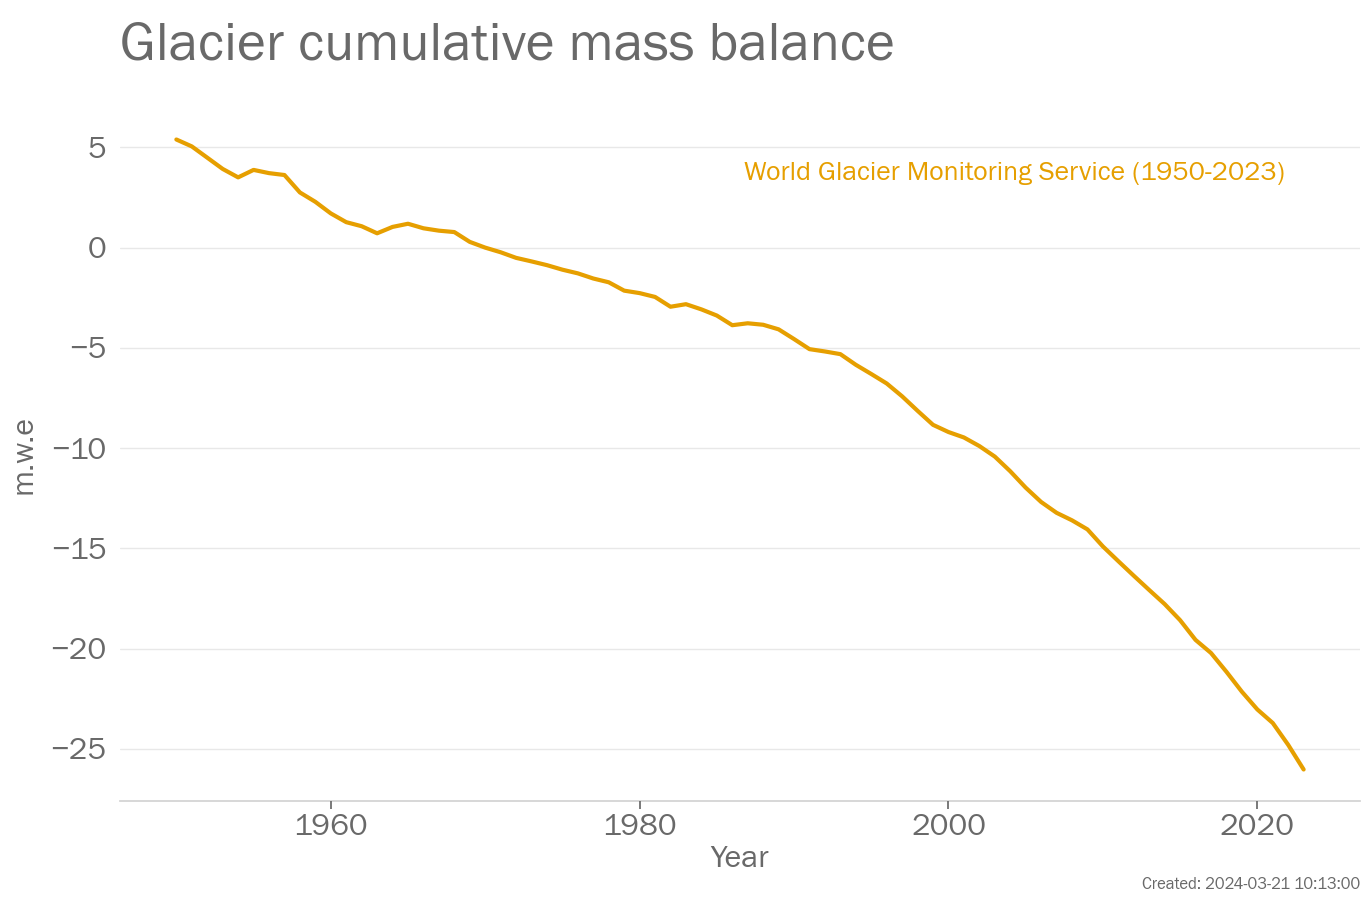 Glacier cumulative mass balance
World Glacier Monitoring Service (1950-2023)
5
0
−5
−10
−15
−20
−25
m.w.e
1960 1980 2000 2020
Year
Created: 2024-03-21 10:13:00